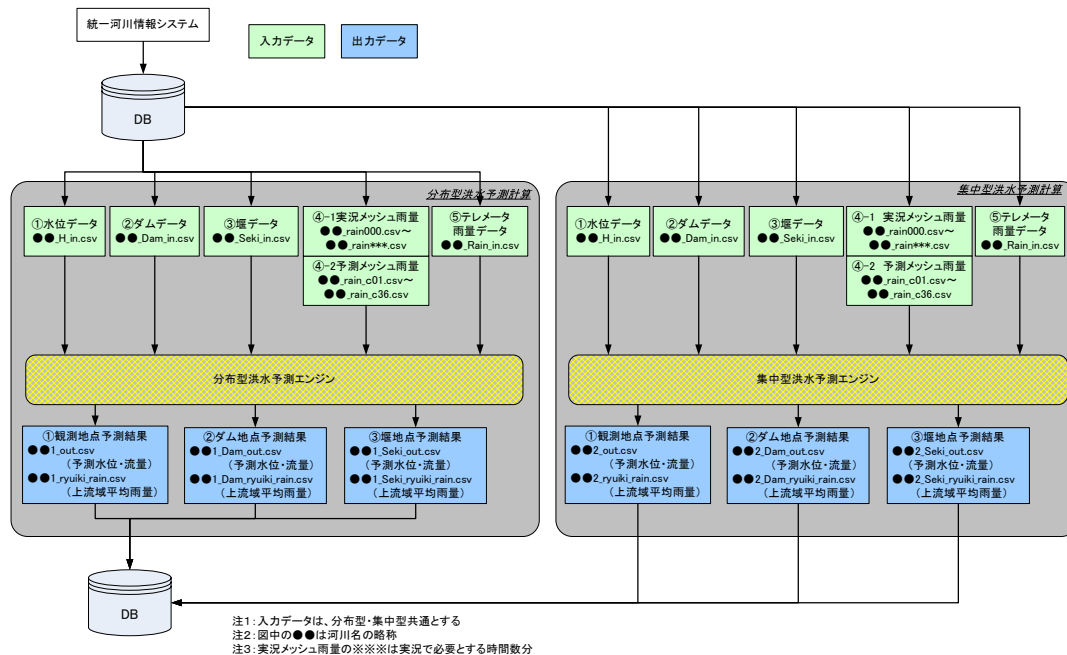 統一河川情報システム
入力データ
出力データ
DB
分布型洪水予測計算
①水位データ
●●_H_in.csv
②ダムデータ
●●_Dam_in.csv
③堰データ
●●_Seki_in.csv
④-1実況メッシュ雨量
●●_rain000.csv～
●●_rain***.csv
④-2予測メッシュ雨量
●●_rain_c01.csv～
●●_rain_c36.csv
⑤テレメータ
雨量データ
●●_Rain_in.csv
分布型洪水予測エンジン
①観測地点予測結果
●●1_out.csv
（予測水位・流量）
●●1_ryuiki_rain.csv
（上流域平均雨量）
②ダム地点予測結果
●●1_Dam_out.csv
（予測水位・流量）
●●1_Dam_ryuiki_rain.csv
（上流域平均雨量）
③堰地点予測結果
●●1_Seki_out.csv
（予測水位・流量）
●●1_Seki_ryuiki_rain.csv
（上流域平均雨量）
集中型洪水予測計算
①水位データ
●●_H_in.csv
②ダムデータ
●●_Dam_in.csv
③堰データ
●●_Seki_in.csv
④-1 実況メッシュ雨量
●●_rain000.csv～
●●_rain***.csv
④-2 予測メッシュ雨量
●●_rain_c01.csv～
●●_rain_c36.csv
⑤テレメータ
雨量データ
●●_Rain_in.csv
集中型洪水予測エンジン
①観測地点予測結果
●●2_out.csv
（予測水位・流量）
●●2_ryuiki_rain.csv
（上流域平均雨量）
②ダム地点予測結果
●●2_Dam_out.csv
（予測水位・流量）
●●2_Dam_ryuiki_rain.csv
（上流域平均雨量）
③堰地点予測結果
●●2_Seki_out.csv
（予測水位・流量）
●●2_Seki_ryuiki_rain.csv
（上流域平均雨量）
DB
注1：入力データは、分布型・集中型共通とする
注2：図中の●●は河川名の略称
注3：実況メッシュ雨量の※※※は実況で必要とする時間数分